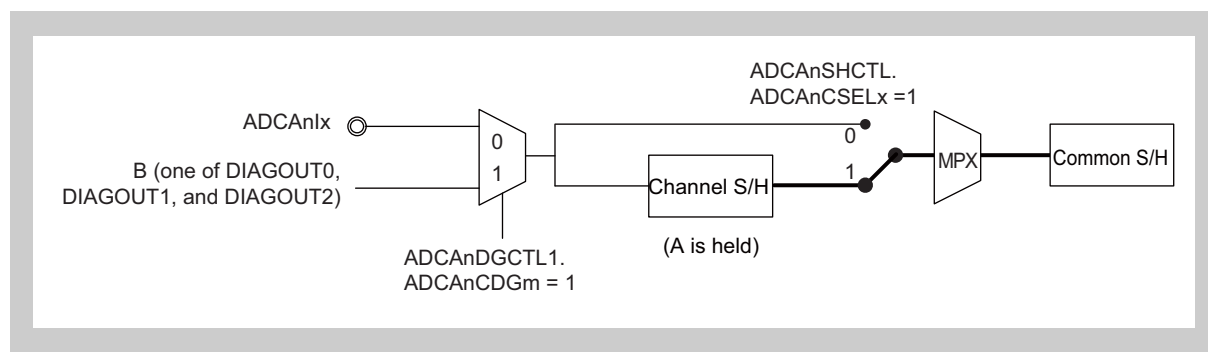 ADCAnSHCTL.
ADCAnCSELx =1
ADCAnIx
0
0
B (one of DIAGOUT0,
DIAGOUT1, and DIAGOUT2)
1
Channel S/H
1
MPX
Common S/H
(A is held)
ADCAnDGCTL1.
ADCAnCDGm = 1